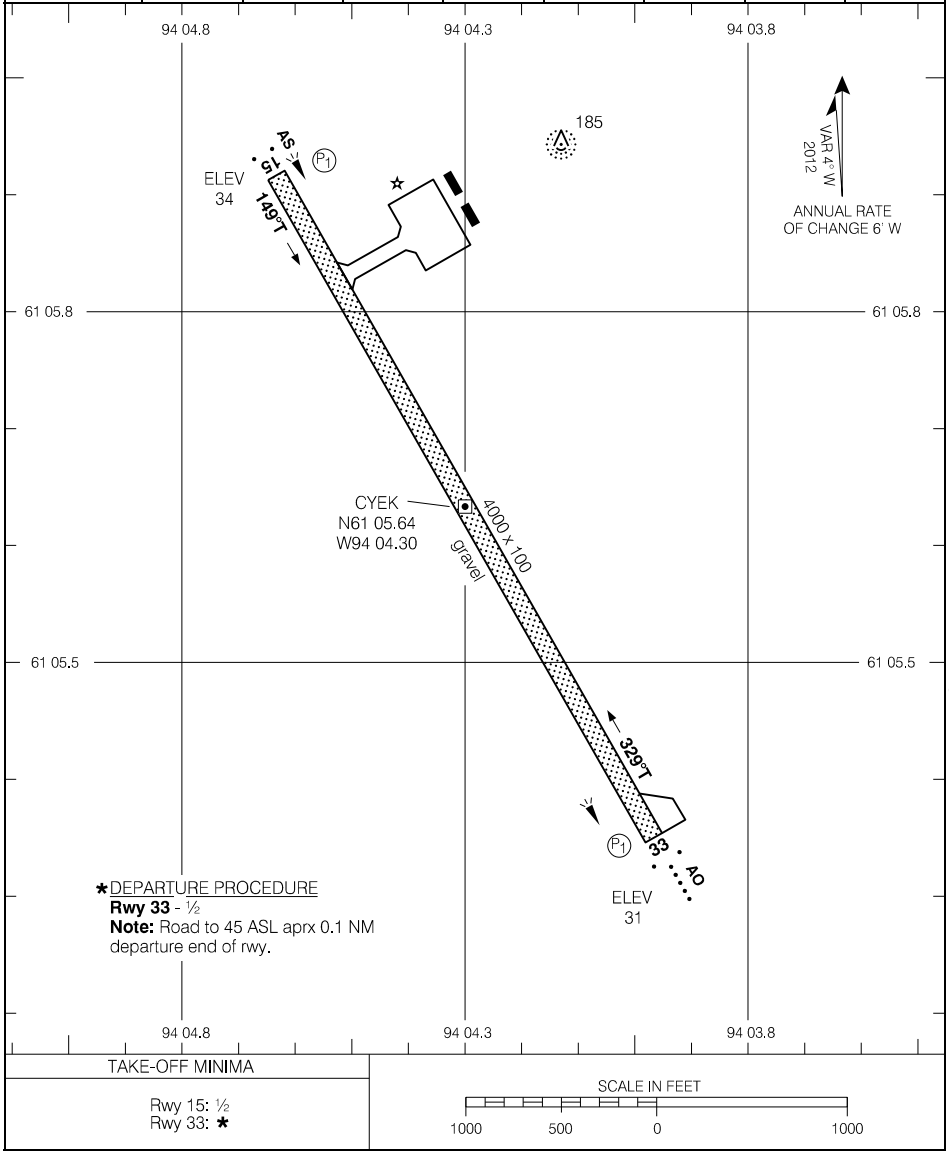 94 04.8
94 04.3
94 03.8
185
VAR 4° W
2012
ANNUAL RATE
OF CHANGE 6' W
AS
15
P1
ELEV
34
149°T
61 05.8
61 05.8
CYEK
N61 05.64
W94 04.30
4000 x 100
gravel
61 05.5
61 05.5
329°T
P1
33
AO
ELEV
31
*DEPARTURE PROCEDURE
Rwy 33 - ½
Note: Road to 45 ASL aprx 0.1 NM
departure end of rwy.
94 04.8
94 04.3
94 03.8
TAKE-OFF MINIMA
Rwy 15: ½
Rwy 33: *
SCALE IN FEET
1000
500
0
1000